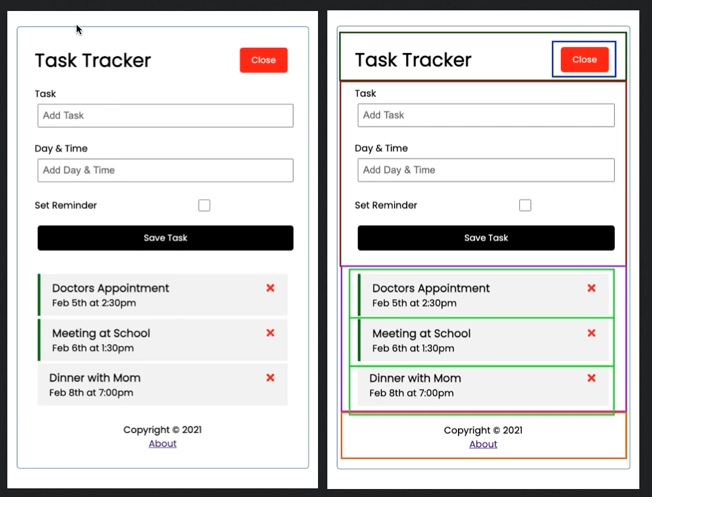 Task Tracker
Close
Task
Add Task
Day & Time
Add Day & Time
Set Reminder
Save Task
Doctors Appointment
Feb 5th at 2:30pm
Meeting at School
Feb 6th at 1:30pm
Dinner with Mom
Feb 8th at 7:00pm
Copyright © 2021
About
Task Tracker
Close
Task
Add Task
Day & Time
Add Day & Time
Set Reminder
Save Task
Doctors Appointment
Feb 5th at 2:30pm
Meeting at School
Feb 6th at 1:30pm
Dinner with Mom
Feb 8th at 7:00pm
Copyright © 2021
About